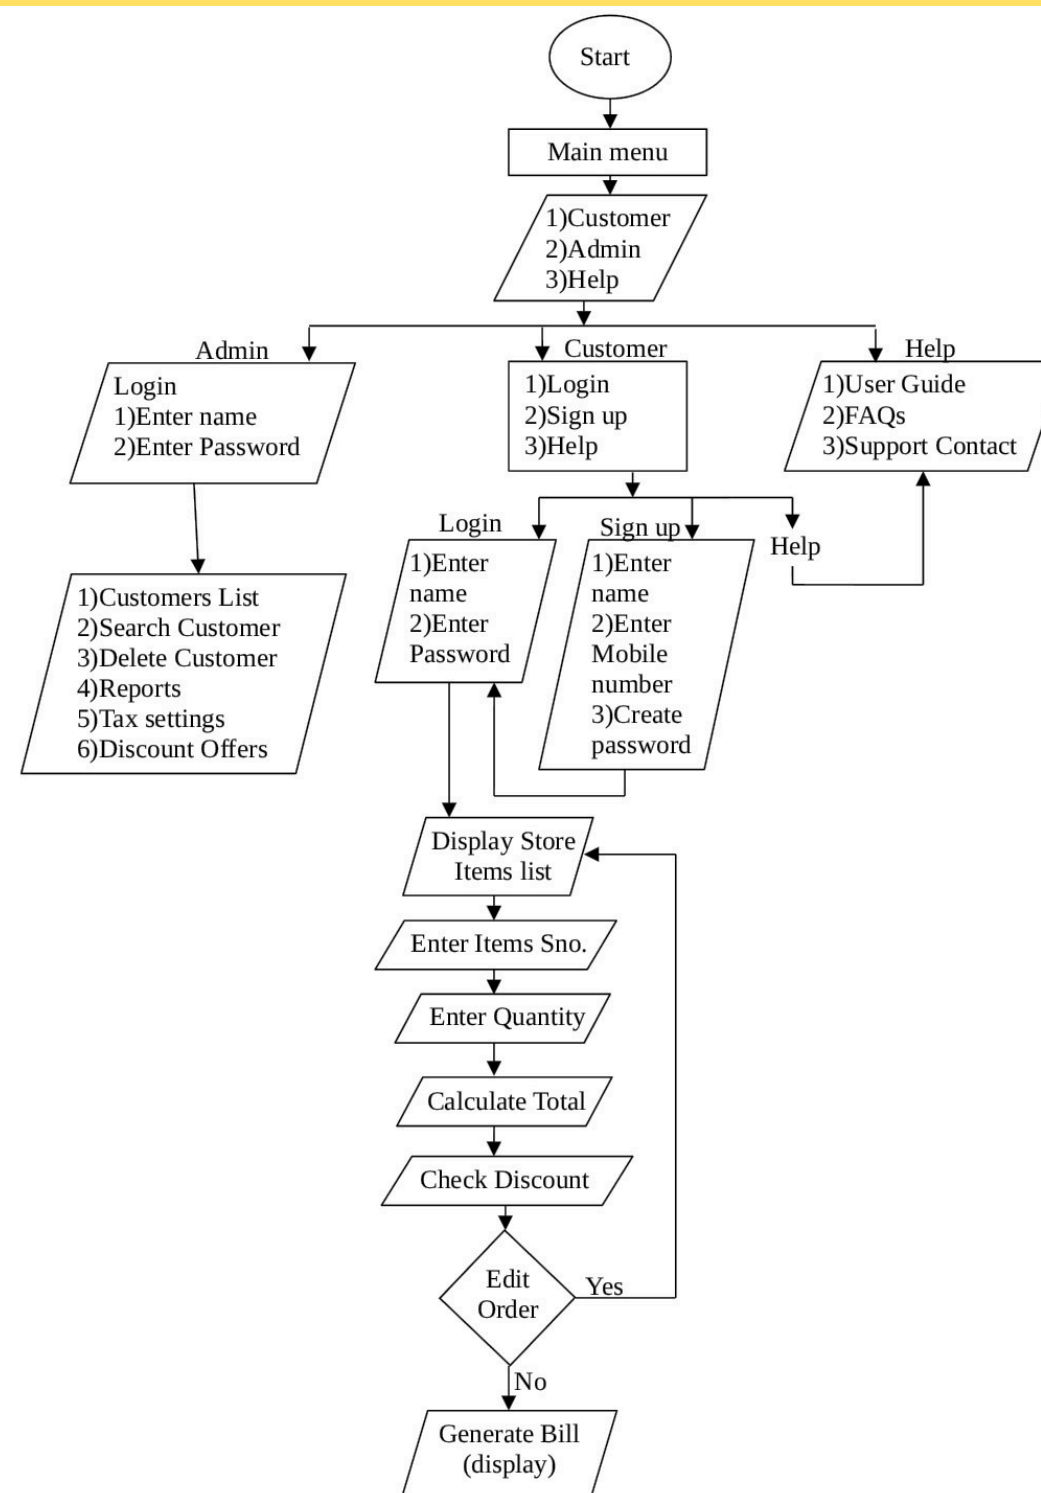 Start
Main menu
1)Customer
2)Admin
3)Help
Admin
Customer
Help
Login
1)Enter name
2)Enter Password
1)Login
2)Sign up
3)Help
1)User Guide
2)FAQs
3)Support Contact
Login
Sign up
Help
1)Enter
name
2)Enter
Password
1)Enter
name
2)Enter
Mobile
number
3)Create
password
1)Customers List
2)Search Customer
3)Delete Customer
4)Reports
5)Tax settings
6)Discount Offers
Display Store
Items list
Enter Items Sno.
Enter Quantity
Calculate Total
Check Discount
Edit
Order
Yes
No
Generate Bill
(display)